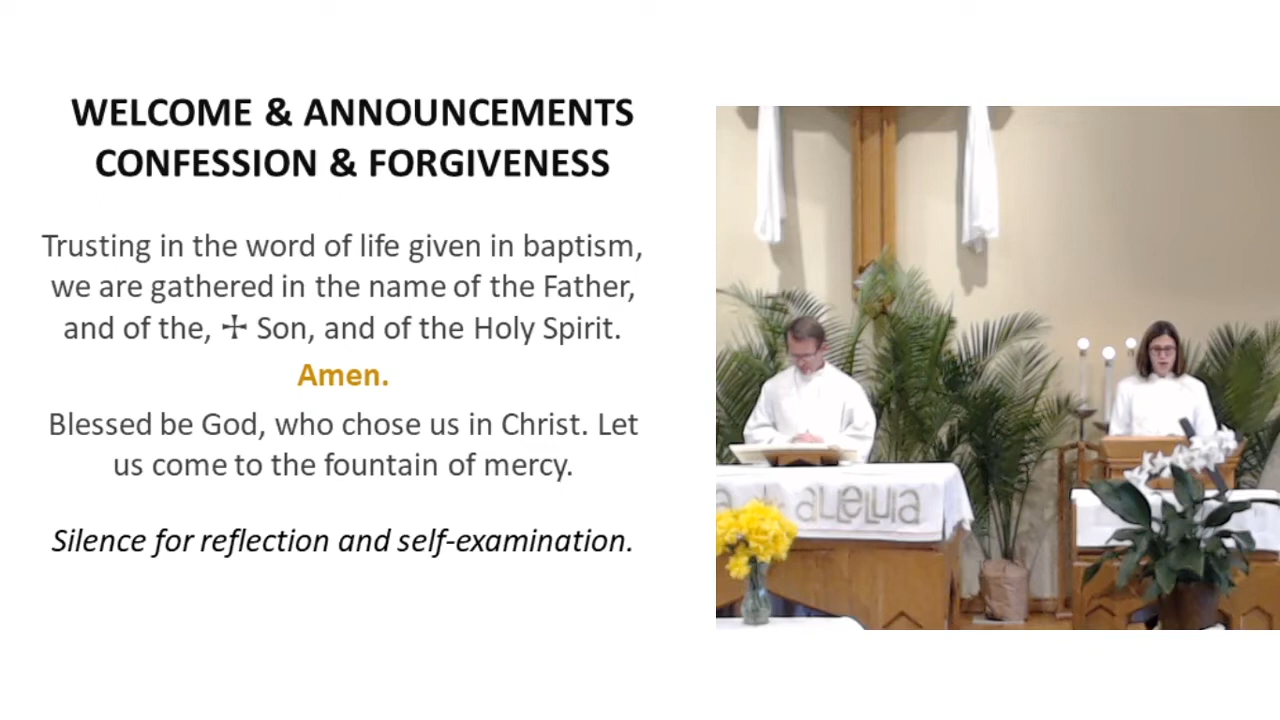 WELCOME & ANNOUNCEMENTS
CONFESSION & FORGIVENESS
Trusting in the word of life given in baptism,
we are gathered in the name of the Father,
and of the, ☩ Son, and of the Holy Spirit.
Amen.
Blessed be God, who chose us in Christ. Let
us come to the fountain of mercy.
Silence for reflection and self-examination.
a aLeLuia